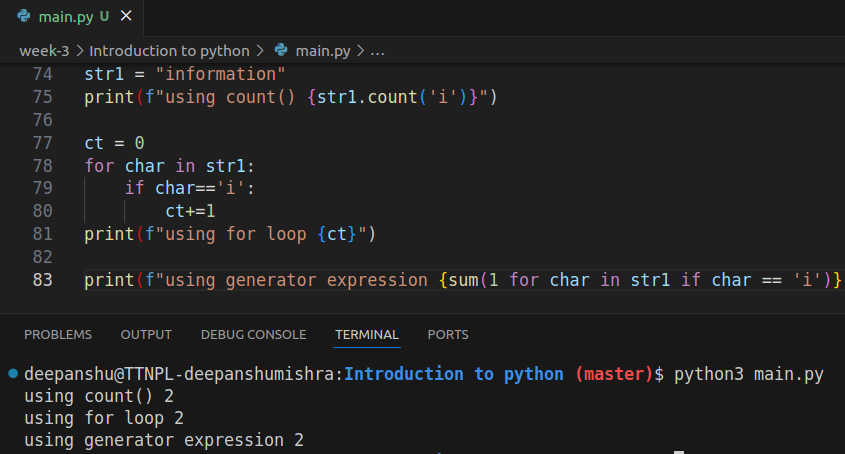 main.py U
week-3 > Introduction to python > main.py > ...
74 str1 = "information"
75 print(f"using count() {str1.count('i')}")
76
77 ct = 0
78 for char in str1:
79     if char=='i':
80         ct+=1
81 print(f"using for loop {ct}")
82
83 print(f"using generator expression {sum(1 for char in str1 if char == 'i')}
PROBLEMS OUTPUT DEBUG CONSOLE TERMINAL PORTS
deepanshu@TTNPL-deepanshumishra:Introduction to python (master)$ python3 main.py
using count() 2
using for loop 2
using generator expression 2